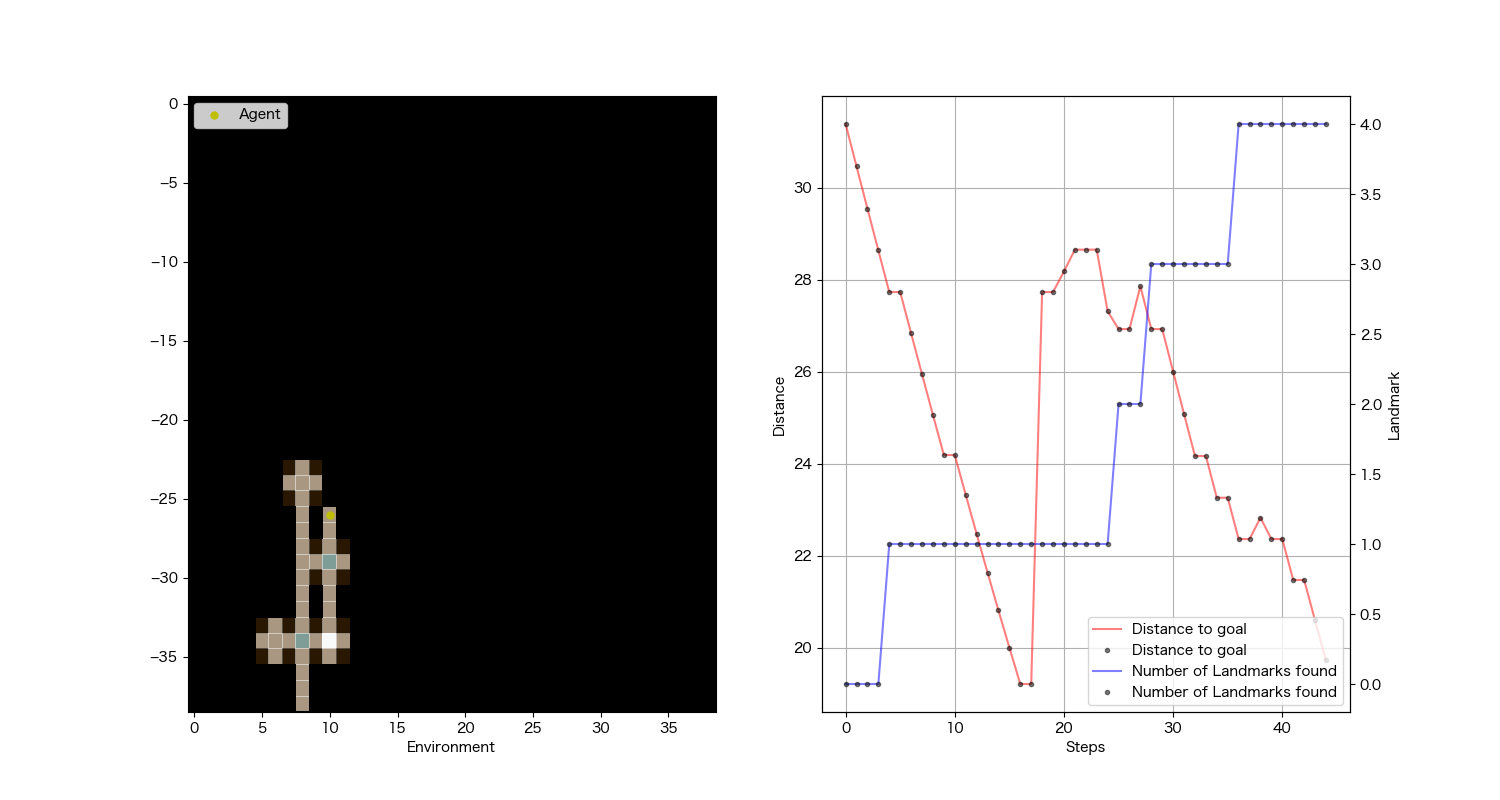 Agent
0
−5
−10
−15
−20
−25
−30
−35
0 5 10 15 20 25 30 35
Environment
Distance
30
28
26
24
22
20
0 10 20 30 40
Steps
4.0
3.5
3.0
2.5
2.0
1.5
1.0
0.5
0.0
Landmark
Distance to goal
Distance to goal
Number of Landmarks found
Number of Landmarks found